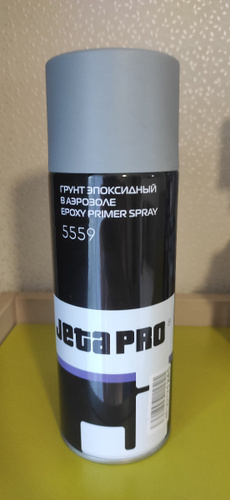 ГРУНТ ЭПОКСИДНЫЙ
В АЭРОЗОЛЕ
EPOXY PRIMER SPRAY
5559
Jeta PRO